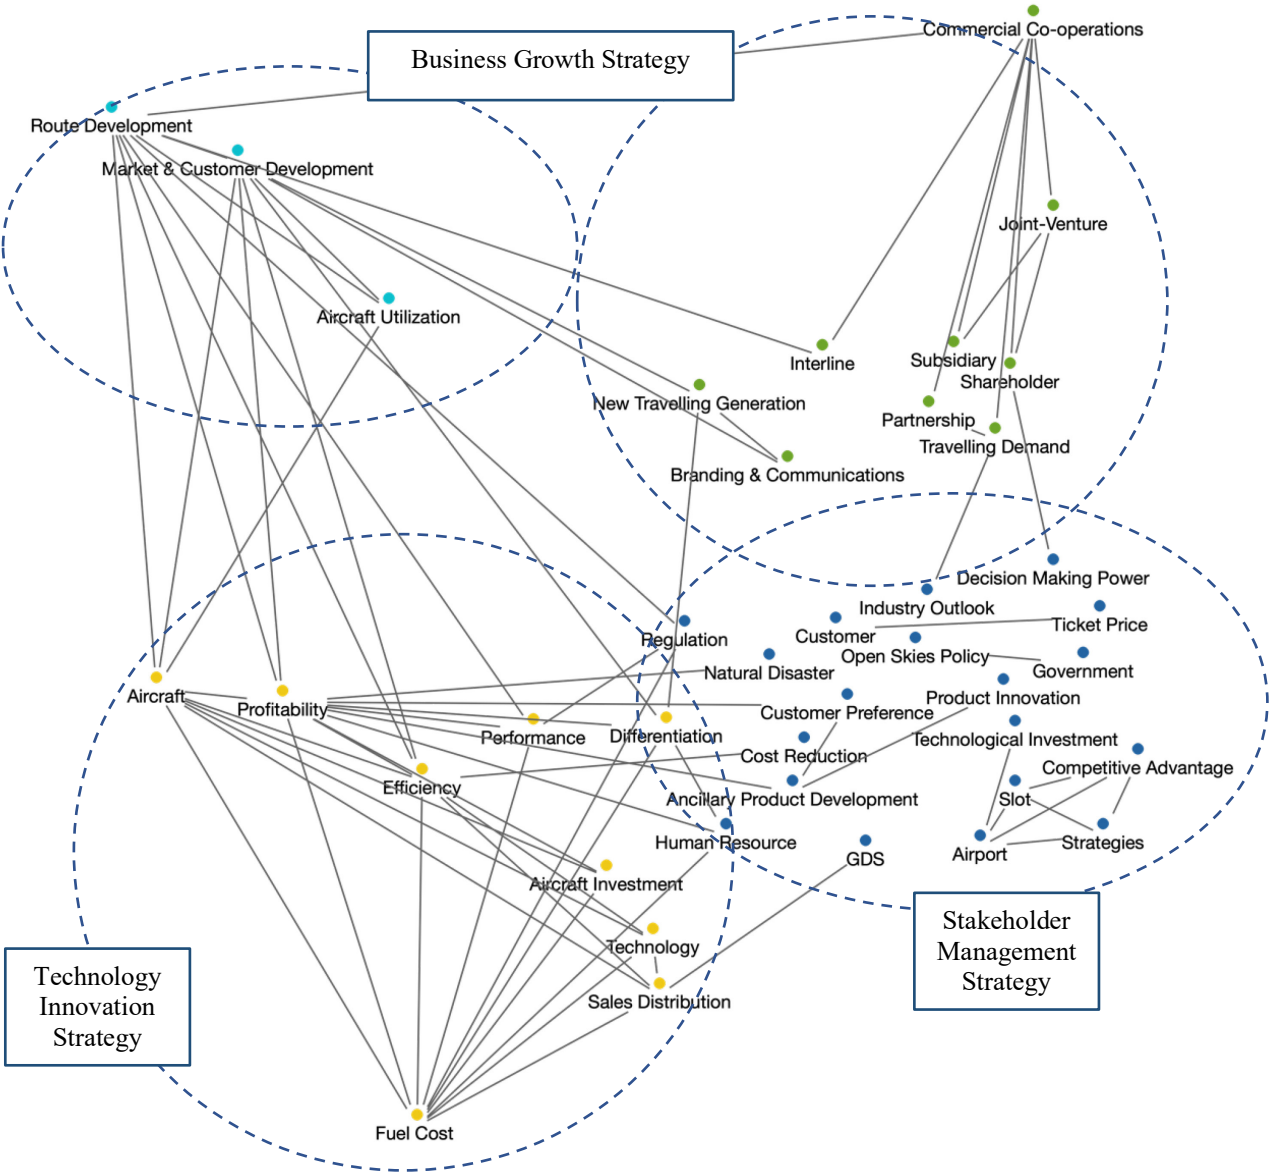 Commercial Co-operations
Business Growth Strategy
Route Development
Market & Customer Development
Joint-Venture
Aircraft Utilization
Interline
Subsidiary
Shareholder
New Travelling Generation
Partnership
Travelling Demand
Branding & Communications
Decision Making Power
Industry Outlook
Ticket Price
Customer
Regulation
Open Skies Policy
Natural Disaster
Government
Aircraft
Product Innovation
Profitability
Customer Preference
Performance
Differentiation
Technological Investment
Cost Reduction
Competitive Advantage
Efficiency
Ancillary Product Development
Slot
Human Resource
Strategies
GDS
Airport
Aircraft Investment
Stakeholder
Management
Strategy
Technology
Sales Distribution
Technology
Innovation
Strategy
Fuel Cost